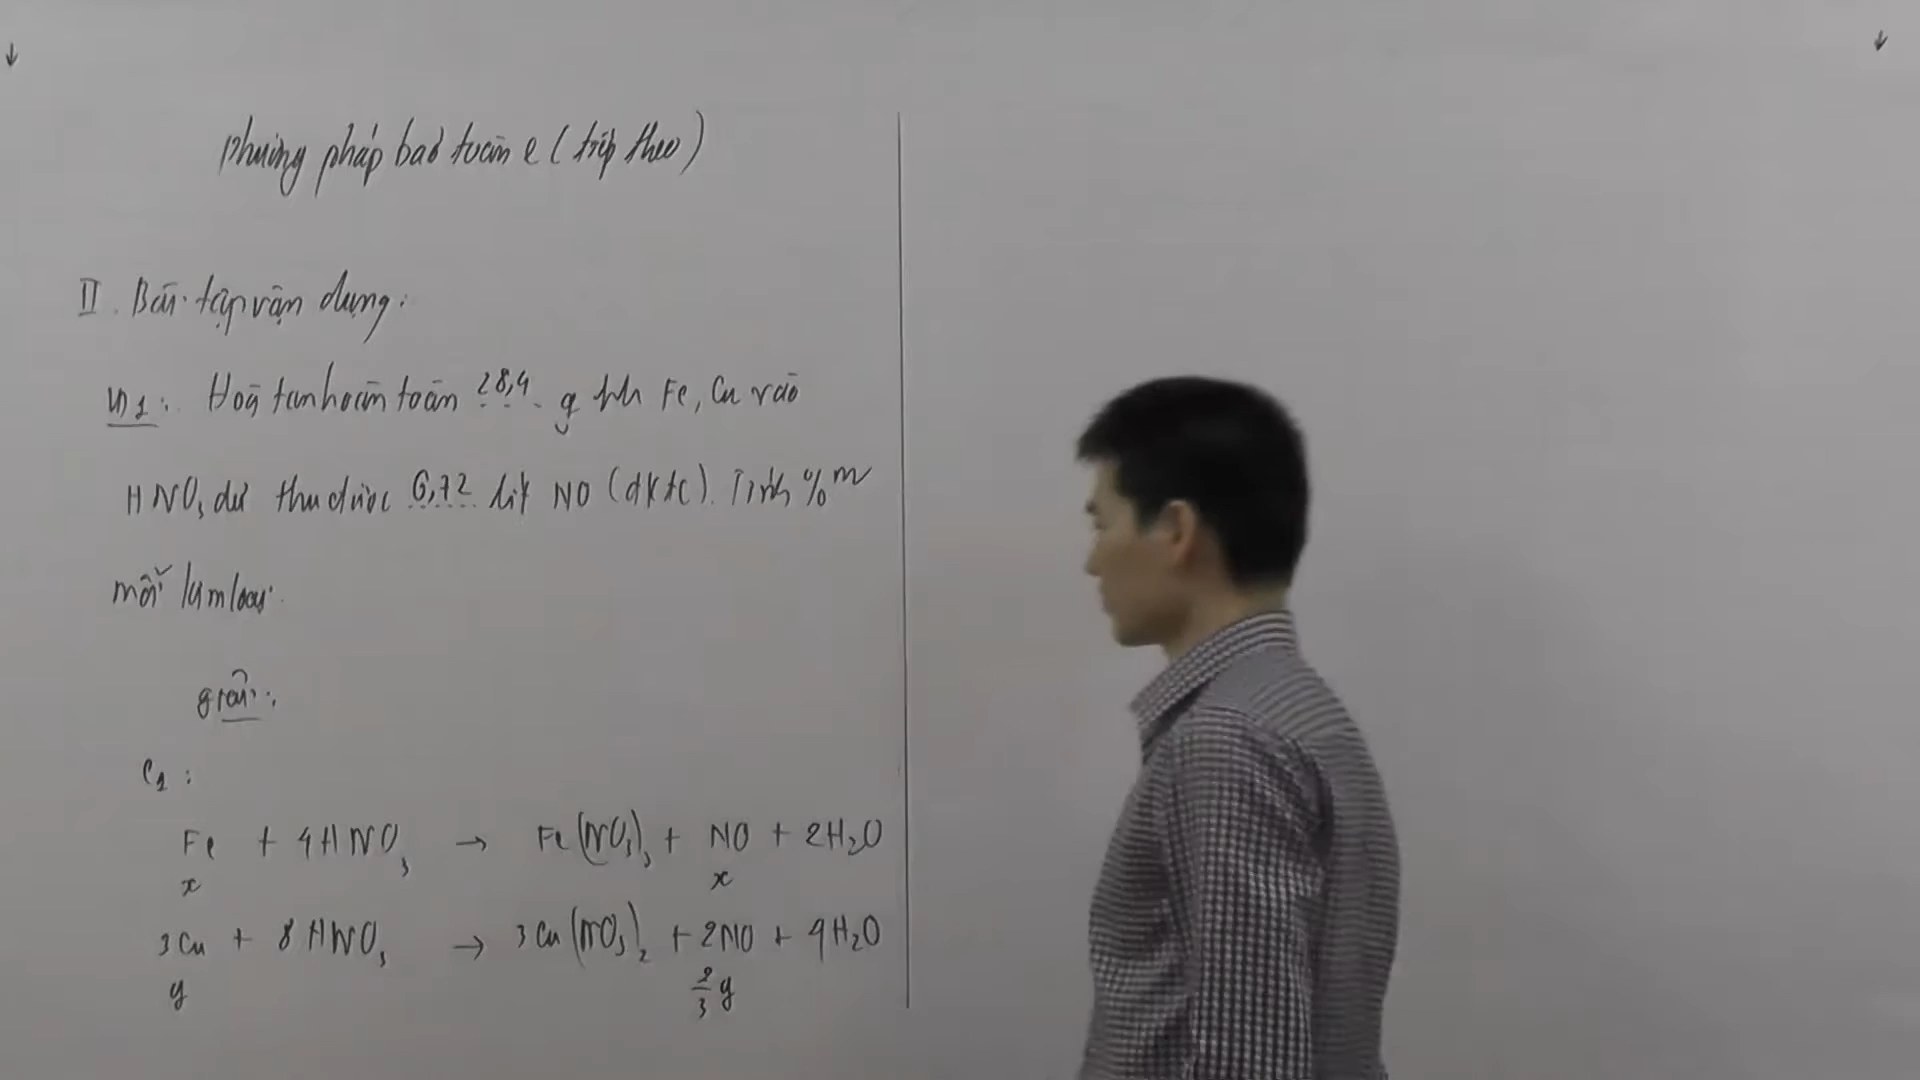 Phương pháp bảo toàn e (tiếp theo)
II. Bài tập vận dụng:
VD1: Hoà tan hoàn toàn 28,4 g hh Fe, Cu vào
HNO₃ dư thu được 6,72 lít NO (đktc). Tính %m
mỗi kim loại.
giải:
C₁:
Fe + 4HNO₃ → Fe(NO₃)₃ + NO + 2H₂O
x x
3Cu + 8HNO₃ → 3Cu(NO₃)₂ + 2NO + 4H₂O
y 2/3 y